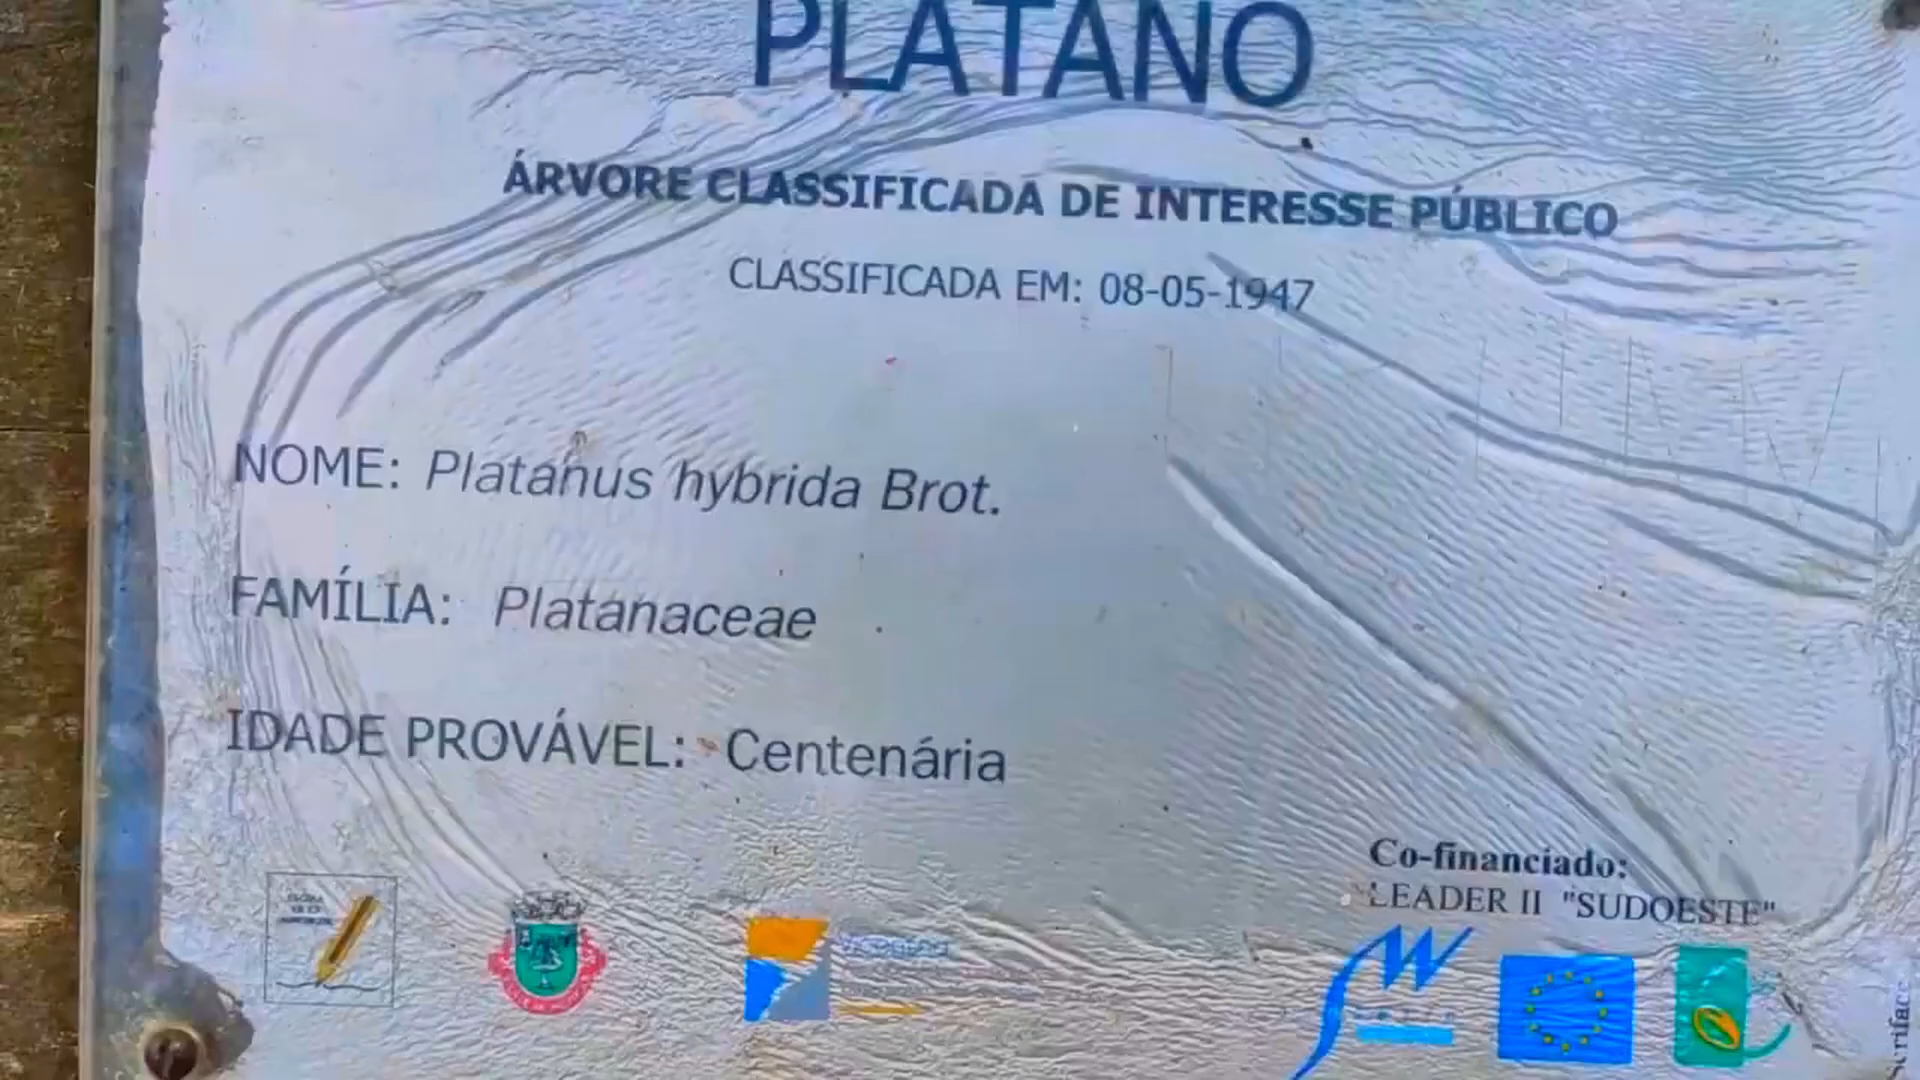 PLATANO
ÁRVORE CLASSIFICADA DE INTERESSE PÚBLICO
CLASSIFICADA EM: 08-05-1947
NOME: Platanus hybrida Brot.
FAMÍLIA: Platanaceae
IDADE PROVÁVEL: Centenária
Co-financiado:
LEADER II "SUDOESTE"
Vicentina